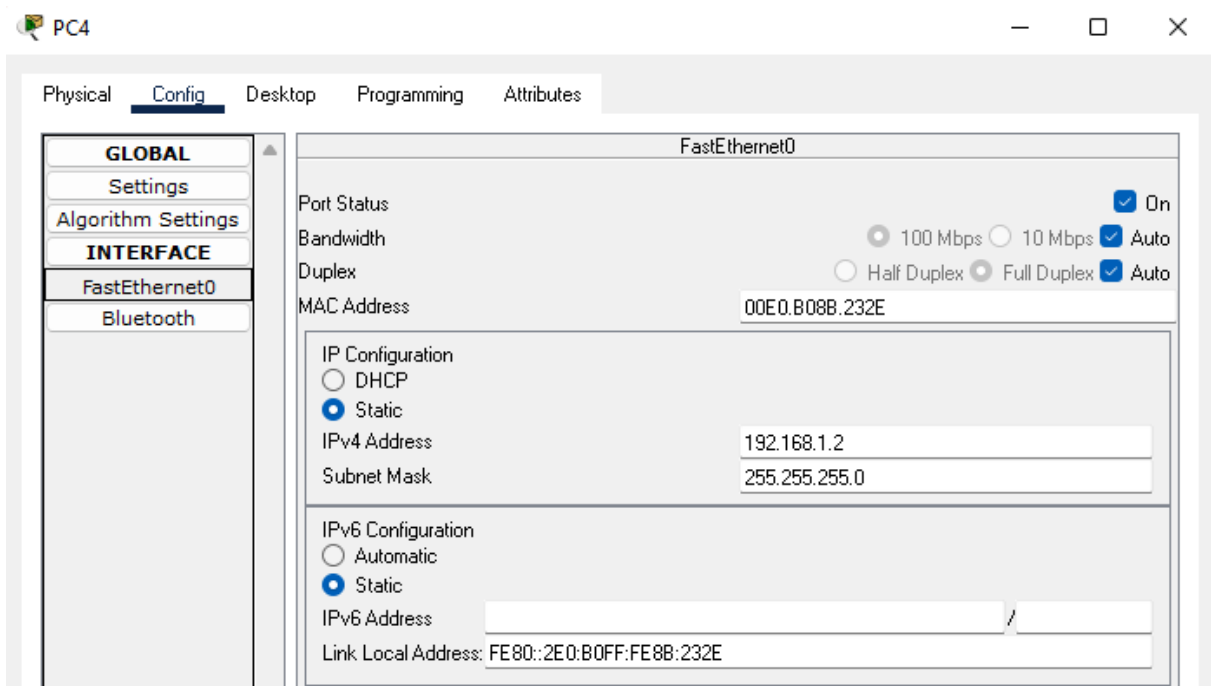 PC4
Physical Config Desktop Programming Attributes
GLOBAL
Settings
Algorithm Settings
INTERFACE
FastEthernet0
Bluetooth
FastEthernet0
Port Status On
Bandwidth 100 Mbps 10 Mbps Auto
Duplex Half Duplex Full Duplex Auto
MAC Address 00E0.B08B.232E
IP Configuration
DHCP
Static
IPv4 Address 192.168.1.2
Subnet Mask 255.255.255.0
IPv6 Configuration
Automatic
Static
IPv6 Address /
Link Local Address: FE80::2E0:B0FF:FE8B:232E